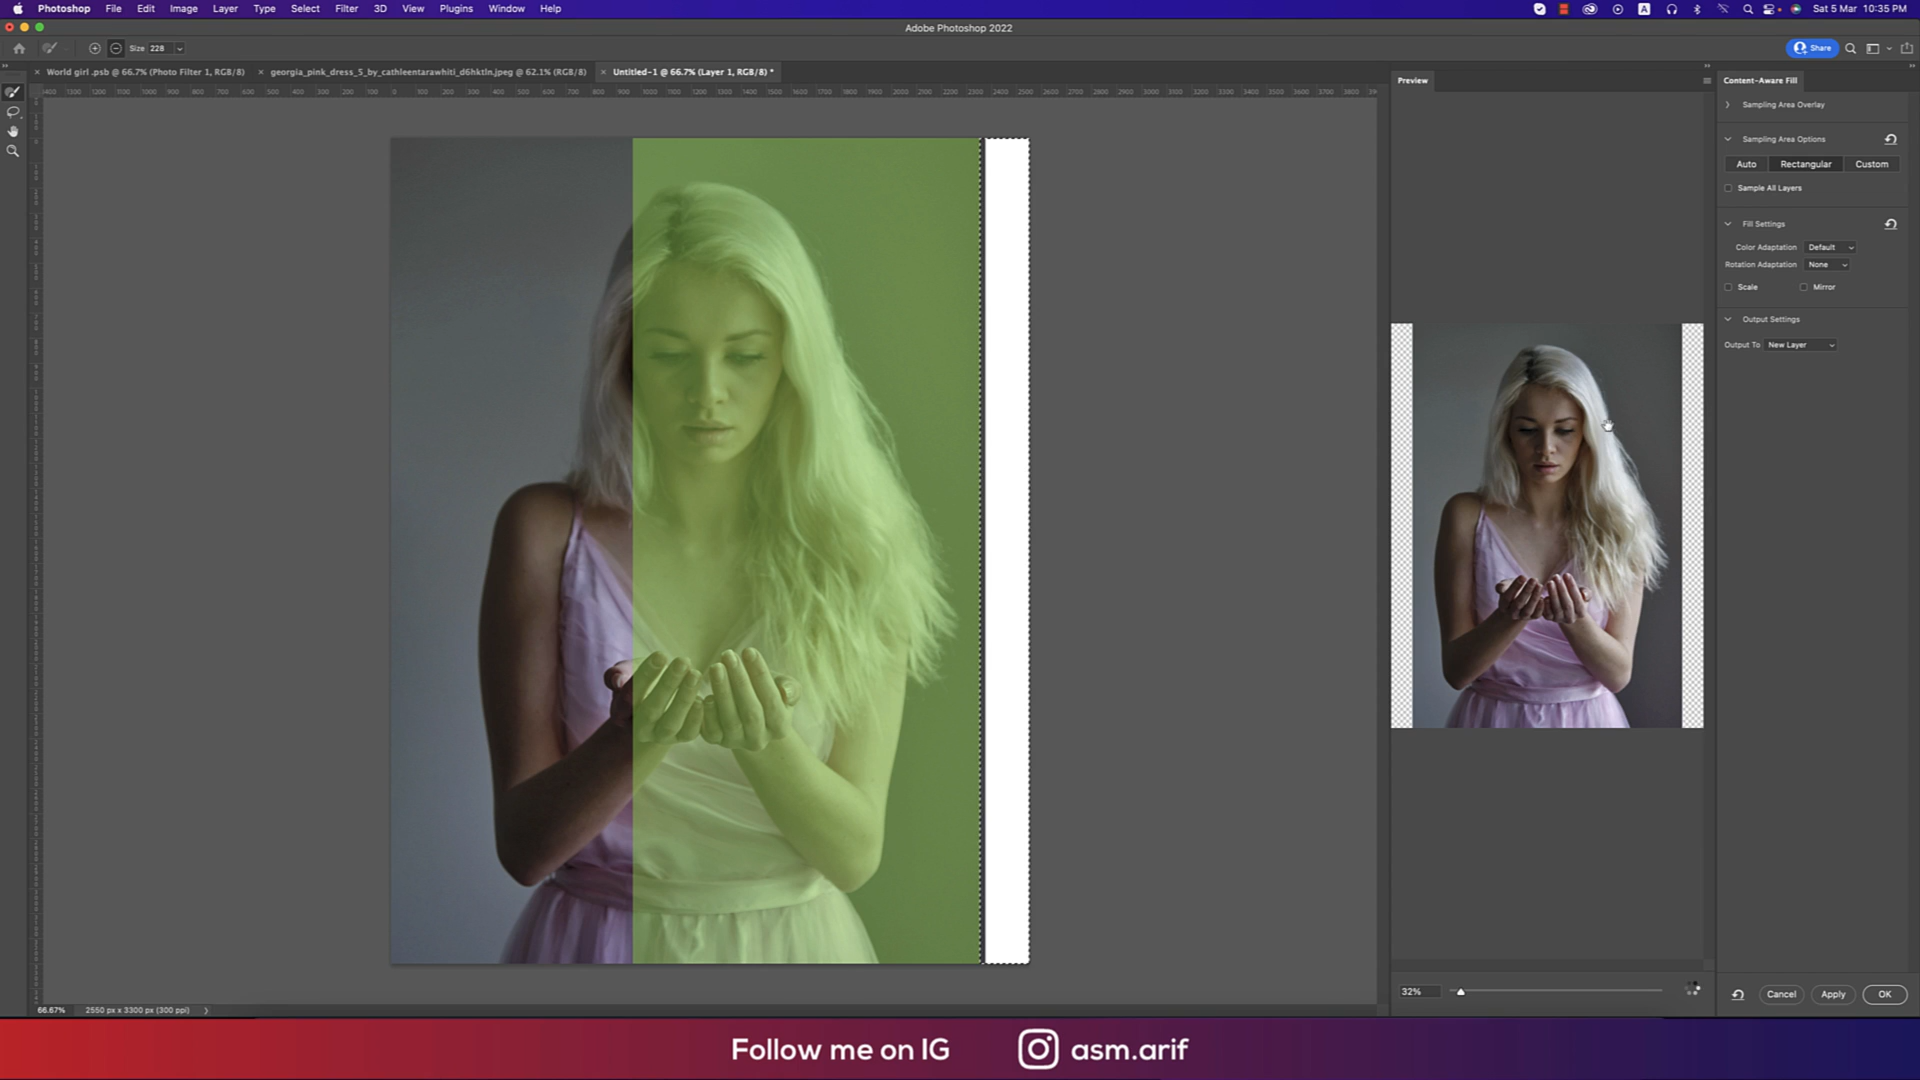 Photoshop File Edit Image Layer Type Select Filter 3D View Plugins Window Help
Sat 5 Mar 10:35 PM
Adobe Photoshop 2022
Size 228
Share
World girl .psb @ 66.7% (Photo Filter 1, RGB/8)
georgia_pink_dress_5_by_cathleentarawhiti_d6hktln.jpeg @ 62.1% (RGB/8)
Untitled-1 @ 66.7% (Layer 1, RGB/8) *
Preview
Content-Aware Fill
Sampling Area Overlay
Sampling Area Options
Auto Rectangular Custom
Sample All Layers
Fill Settings
Color Adaptation Default
Rotation Adaptation None
Scale Mirror
Output Settings
Output To New Layer
32%
Cancel Apply OK
66.67% 2550 px x 3300 px (300 ppi)
Follow me on IG asm.arif